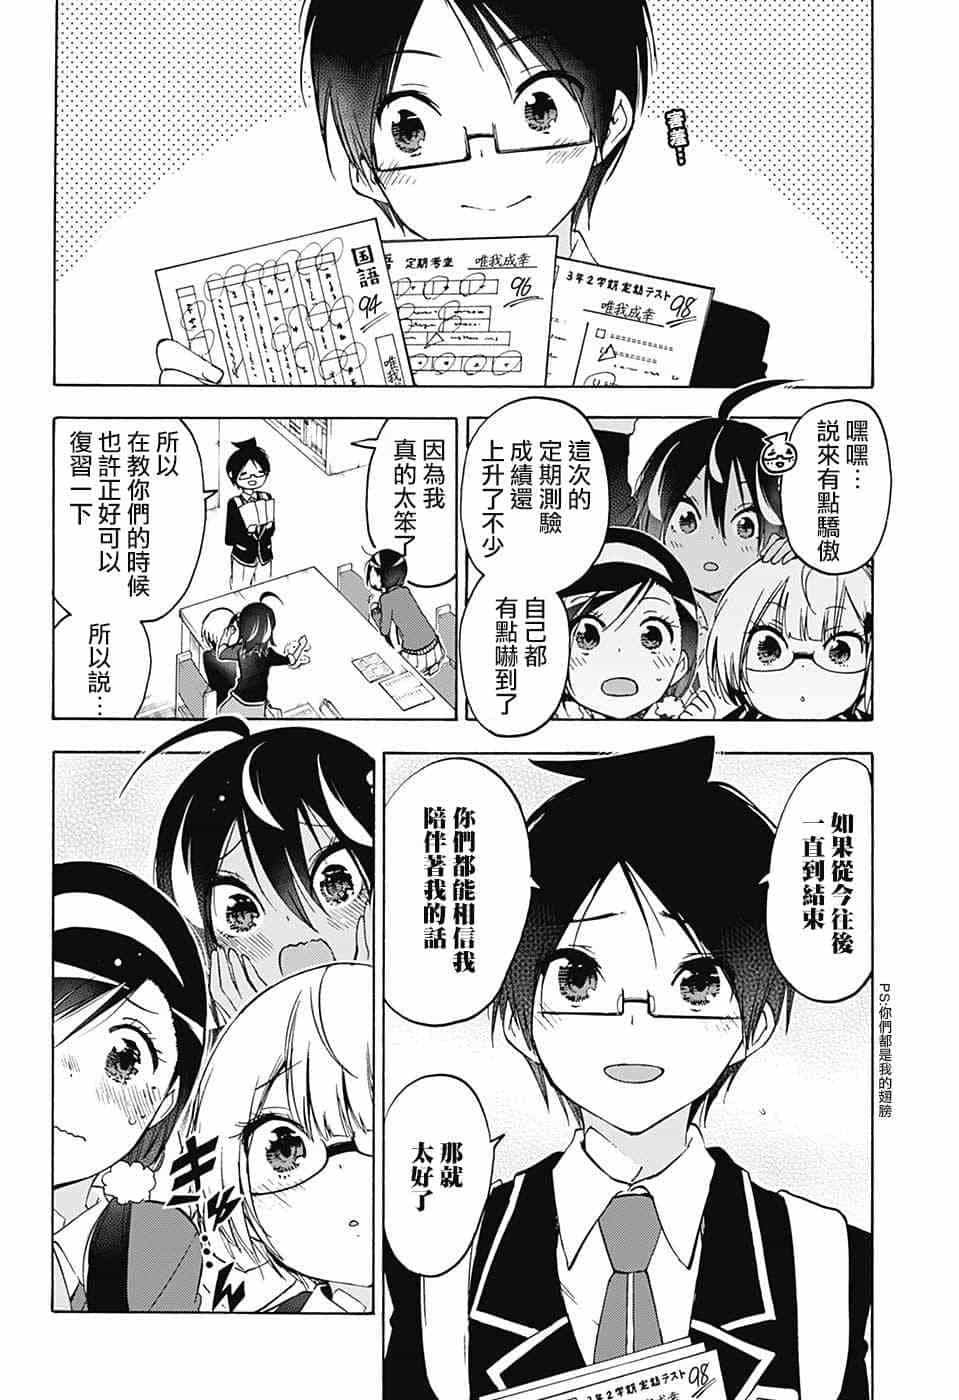 害羞…
国語
94
唯我
定期考査
唯我成幸
96
3年2学期定期テスト
唯我成幸
98
嘿嘿…
説來有點驕傲
這次的
定期測驗
成績還
上升了不少
自己都
有點嚇到了
因為我
真的太笨了
所以
在教你們的時候
也許正好可以
復習一下
所以說…
如果從今往後
一直到結束
你們都能相信我
陪伴著我的話
那就
太好了
PS:你們都是我的翅膀
きゅ…ん
3年2学期定期テスト
98